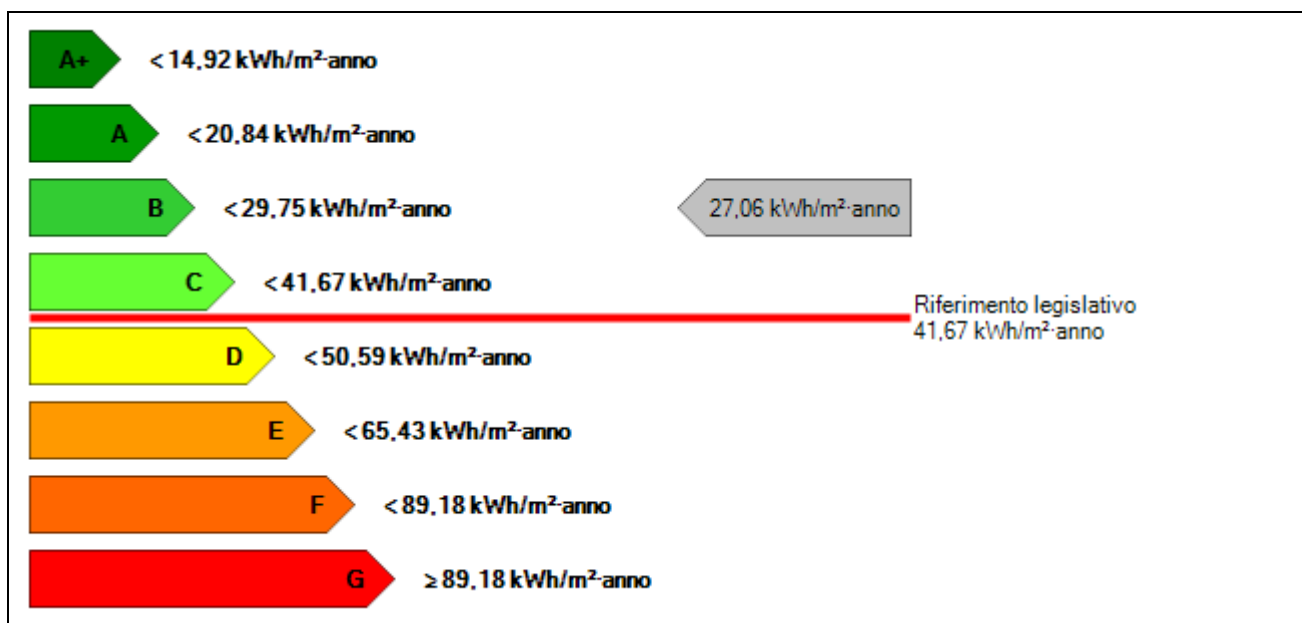 A+ <14,92 kWh/m²·anno
A <20,84 kWh/m²·anno
B <29,75 kWh/m²·anno 27,06 kWh/m²·anno
C <41,67 kWh/m²·anno
Riferimento legislativo
41,67 kWh/m²·anno
D <50,59 kWh/m²·anno
E <65,43 kWh/m²·anno
F <89,18 kWh/m²·anno
G ≥89,18 kWh/m²·anno